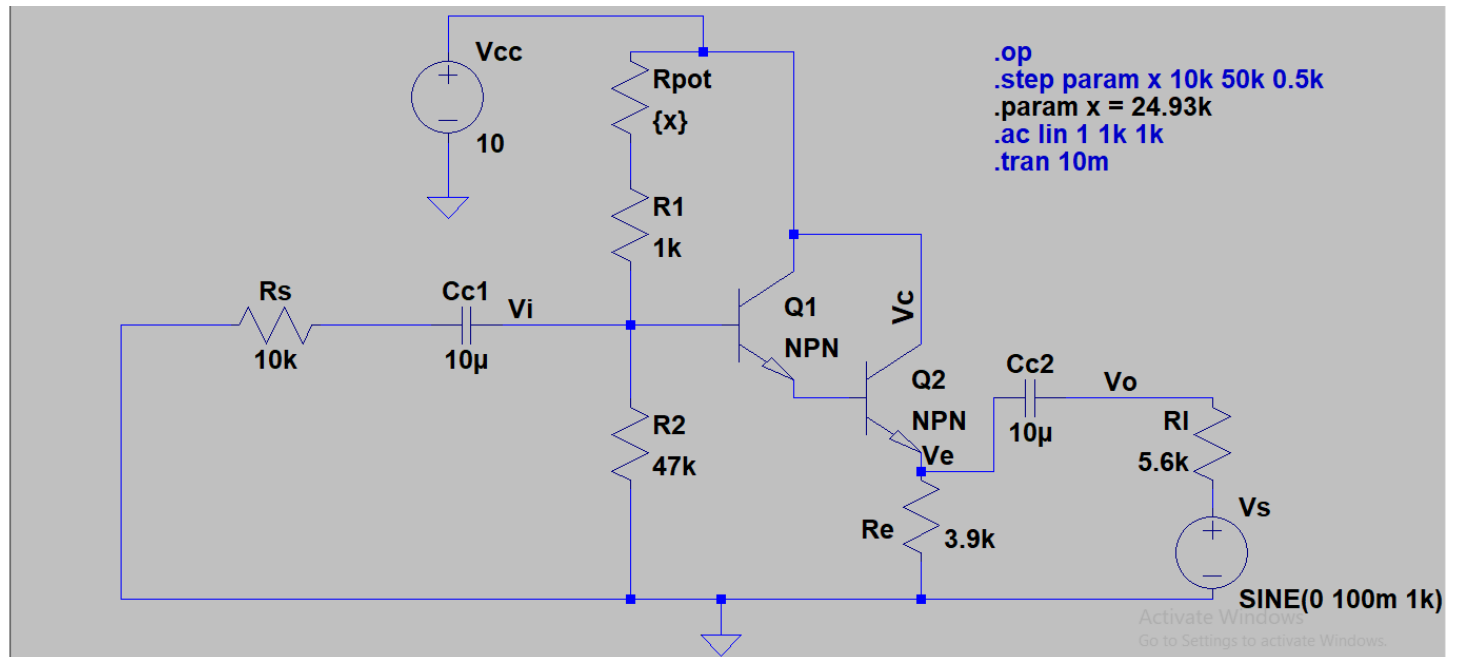 Vcc
10
Rpot
{x}
R1
1k
.op
.step param x 10k 50k 0.5k
.param x = 24.93k
.ac lin 1 1k 1k
.tran 10m
Rs
10k
Cc1
10µ
Vi
Q1
NPN
Vc
Q2
NPN
Ve
Cc2
10µ
Vo
Rl
5.6k
R2
47k
Re
3.9k
Vs
SINE(0 100m 1k)
Activate Windows
Go to Settings to activate Windows.